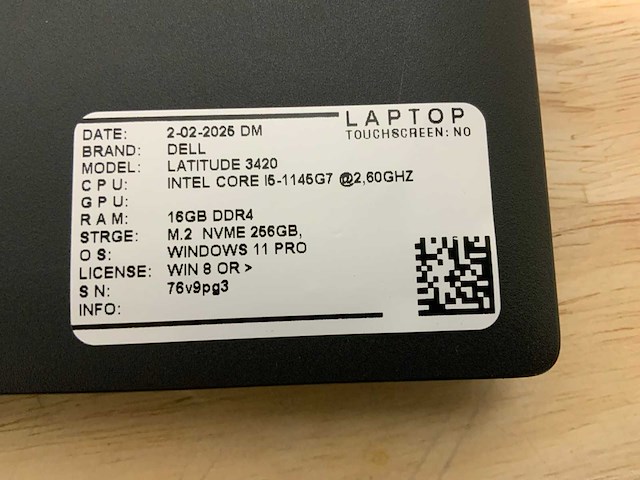 LAPTOP
TOUCHSCREEN: NO
DATE: 2-02-2025 DM
BRAND: DELL
MODEL: LATITUDE 3420
CPU: INTEL CORE I5-1145G7 @2,60GHZ
GPU:
RAM: 16GB DDR4
STRGE: M.2 NVME 256GB,
OS: WINDOWS 11 PRO
LICENSE: WIN 8 OR >
SN: 76v9pg3
INFO: